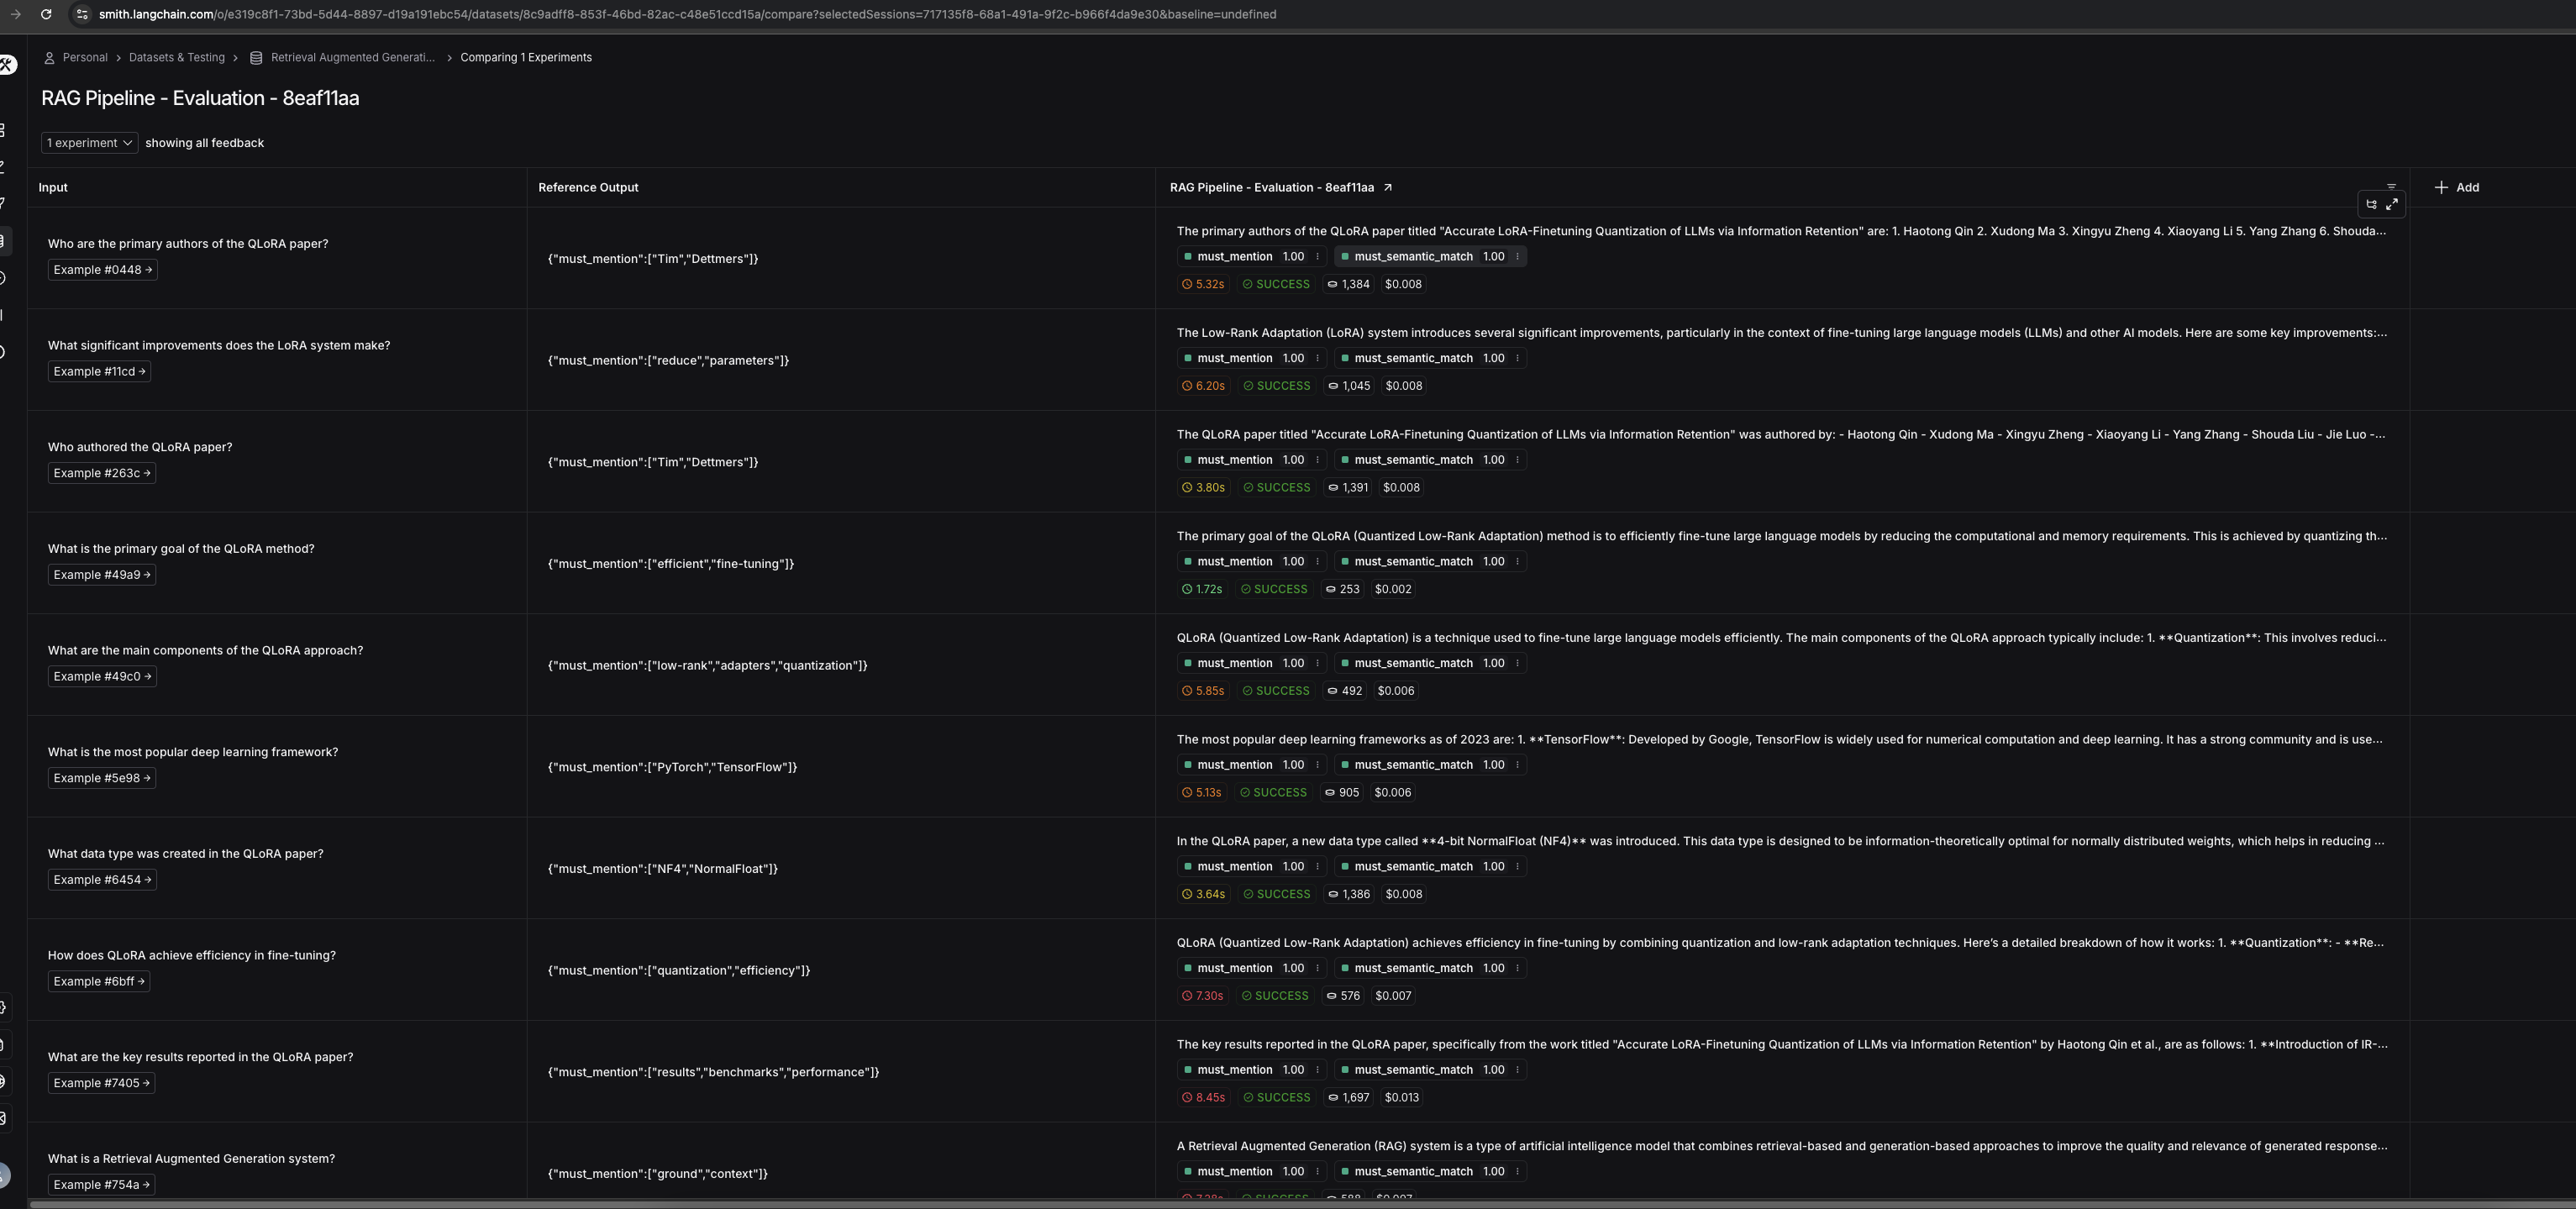 smith.langchain.com/o/e319c8f1-73bd-5d44-8897-d19a191ebc54/datasets/8c9adff8-853f-46bd-82ac-c48e51ccd15a/compare?selectedSessions=717135f8-68a1-491a-9f2c-b966f4da9e30&baseline=undefined
Personal > Datasets & Testing > Retrieval Augmented Generati... > Comparing 1 Experiments
RAG Pipeline - Evaluation - 8eaf11aa
1 experiment showing all feedback
Input Reference Output RAG Pipeline - Evaluation - 8eaf11aa ↗ + Add
Who are the primary authors of the QLoRA paper?
Example #0448 →
{"must_mention":["Tim","Dettmers"]}
The primary authors of the QLoRA paper titled "Accurate LoRA-Finetuning Quantization of LLMs via Information Retention" are: 1. Haotong Qin 2. Xudong Ma 3. Xingyu Zheng 4. Xiaoyang Li 5. Yang Zhang 6. Shouda...
must_mention 1.00 must_semantic_match 1.00
5.32s SUCCESS 1,384 $0.008
What significant improvements does the LoRA system make?
Example #11cd →
{"must_mention":["reduce","parameters"]}
The Low-Rank Adaptation (LoRA) system introduces several significant improvements, particularly in the context of fine-tuning large language models (LLMs) and other AI models. Here are some key improvements:...
must_mention 1.00 must_semantic_match 1.00
6.20s SUCCESS 1,045 $0.008
Who authored the QLoRA paper?
Example #263c →
{"must_mention":["Tim","Dettmers"]}
The QLoRA paper titled "Accurate LoRA-Finetuning Quantization of LLMs via Information Retention" was authored by: - Haotong Qin - Xudong Ma - Xingyu Zheng - Xiaoyang Li - Yang Zhang - Shouda Liu - Jie Luo -...
must_mention 1.00 must_semantic_match 1.00
3.80s SUCCESS 1,391 $0.008
What is the primary goal of the QLoRA method?
Example #49a9 →
{"must_mention":["efficient","fine-tuning"]}
The primary goal of the QLoRA (Quantized Low-Rank Adaptation) method is to efficiently fine-tune large language models by reducing the computational and memory requirements. This is achieved by quantizing th...
must_mention 1.00 must_semantic_match 1.00
1.72s SUCCESS 253 $0.002
What are the main components of the QLoRA approach?
Example #49c0 →
{"must_mention":["low-rank","adapters","quantization"]}
QLoRA (Quantized Low-Rank Adaptation) is a technique used to fine-tune large language models efficiently. The main components of the QLoRA approach typically include: 1. **Quantization**: This involves reduci...
must_mention 1.00 must_semantic_match 1.00
5.85s SUCCESS 492 $0.006
What is the most popular deep learning framework?
Example #5e98 →
{"must_mention":["PyTorch","TensorFlow"]}
The most popular deep learning frameworks as of 2023 are: 1. **TensorFlow**: Developed by Google, TensorFlow is widely used for numerical computation and deep learning. It has a strong community and is use...
must_mention 1.00 must_semantic_match 1.00
5.13s SUCCESS 905 $0.006
What data type was created in the QLoRA paper?
Example #6454 →
{"must_mention":["NF4","NormalFloat"]}
In the QLoRA paper, a new data type called **4-bit NormalFloat (NF4)** was introduced. This data type is designed to be information-theoretically optimal for normally distributed weights, which helps in reducing ...
must_mention 1.00 must_semantic_match 1.00
3.64s SUCCESS 1,386 $0.008
How does QLoRA achieve efficiency in fine-tuning?
Example #6bff →
{"must_mention":["quantization","efficiency"]}
QLoRA (Quantized Low-Rank Adaptation) achieves efficiency in fine-tuning by combining quantization and low-rank adaptation techniques. Here's a detailed breakdown of how it works: 1. **Quantization**: - **Re...
must_mention 1.00 must_semantic_match 1.00
7.30s SUCCESS 576 $0.007
What are the key results reported in the QLoRA paper?
Example #7405 →
{"must_mention":["results","benchmarks","performance"]}
The key results reported in the QLoRA paper, specifically from the work titled "Accurate LoRA-Finetuning Quantization of LLMs via Information Retention" by Haotong Qin et al., are as follows: 1. **Introduction of IR-...
must_mention 1.00 must_semantic_match 1.00
8.45s SUCCESS 1,697 $0.013
What is a Retrieval Augmented Generation system?
Example #754a →
{"must_mention":["ground","context"]}
A Retrieval Augmented Generation (RAG) system is a type of artificial intelligence model that combines retrieval-based and generation-based approaches to improve the quality and relevance of generated response...
must_mention 1.00 must_semantic_match 1.00
SUCCESS